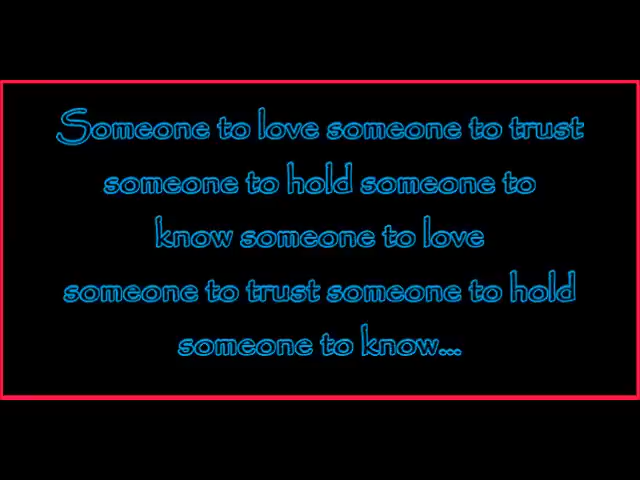 Someone to love someone to trust
someone to hold someone to
know someone to love
someone to trust someone to hold
someone to know...